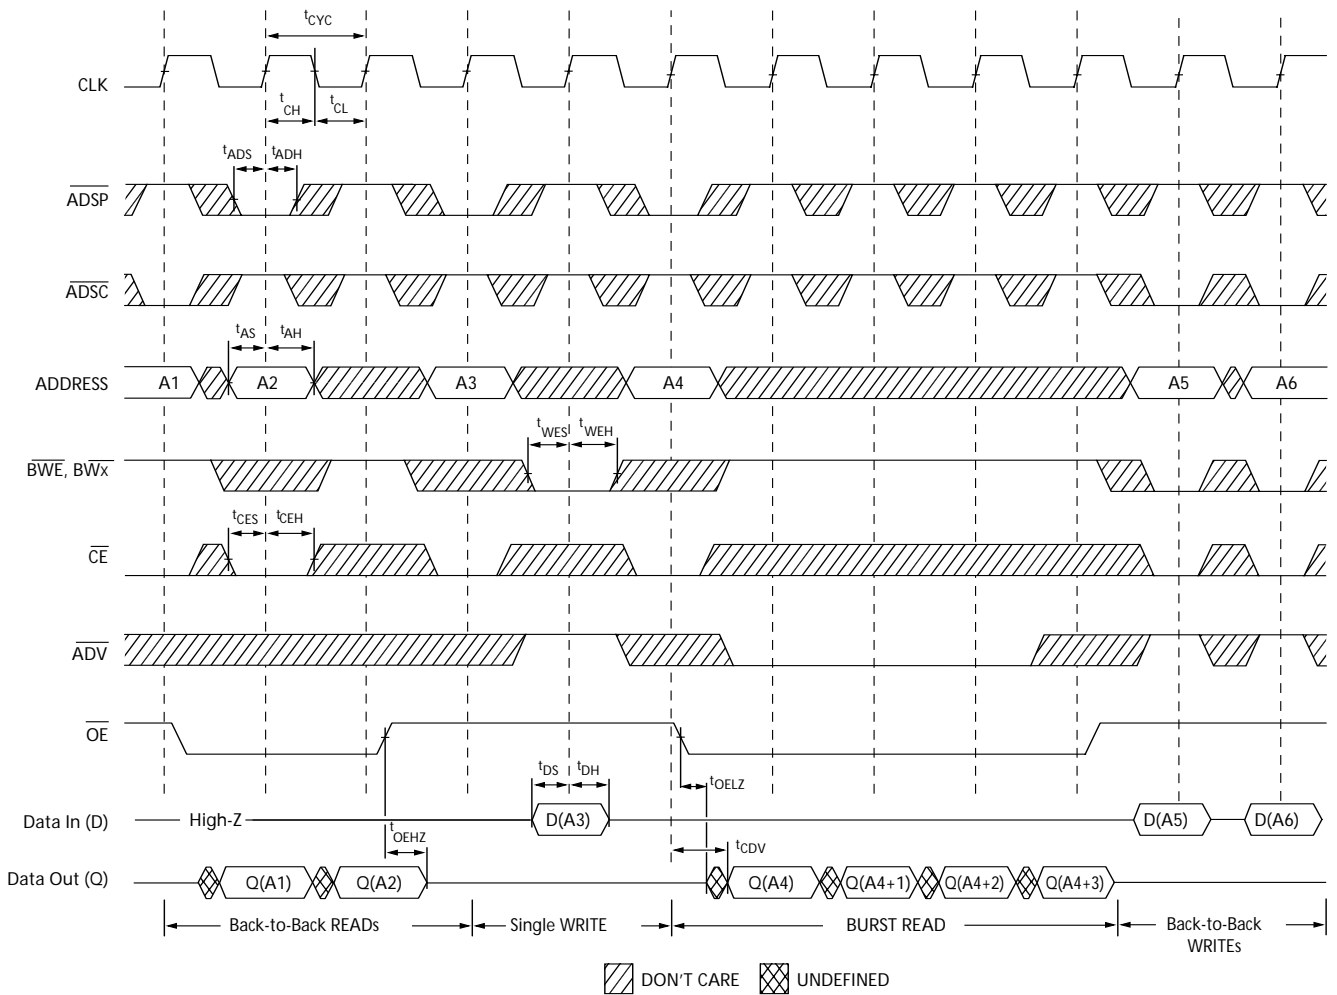 tCYC
CLK
tCH
tCL
tADS
tADH
ADSP
ADSC
tAS
tAH
ADDRESS
A1
A2
A3
A4
A5
A6
tWES
tWEH
BWE, BWx
tCES
tCEH
CE
ADV
OE
tDS
tDH
tOELZ
Data In (D)
High-Z
D(A3)
D(A5)
D(A6)
tOEHZ
tCDV
Data Out (Q)
Q(A1)
Q(A2)
Q(A4)
Q(A4+1)
Q(A4+2)
Q(A4+3)
Back-to-Back READs
Single WRITE
BURST READ
Back-to-Back
WRITEs
DON'T CARE
UNDEFINED